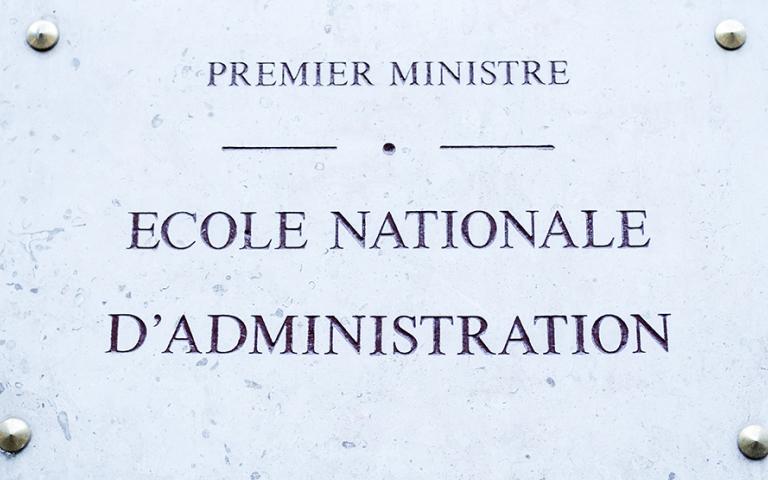 PREMIER MINISTRE
ECOLE NATIONALE
D’ADMINISTRATION